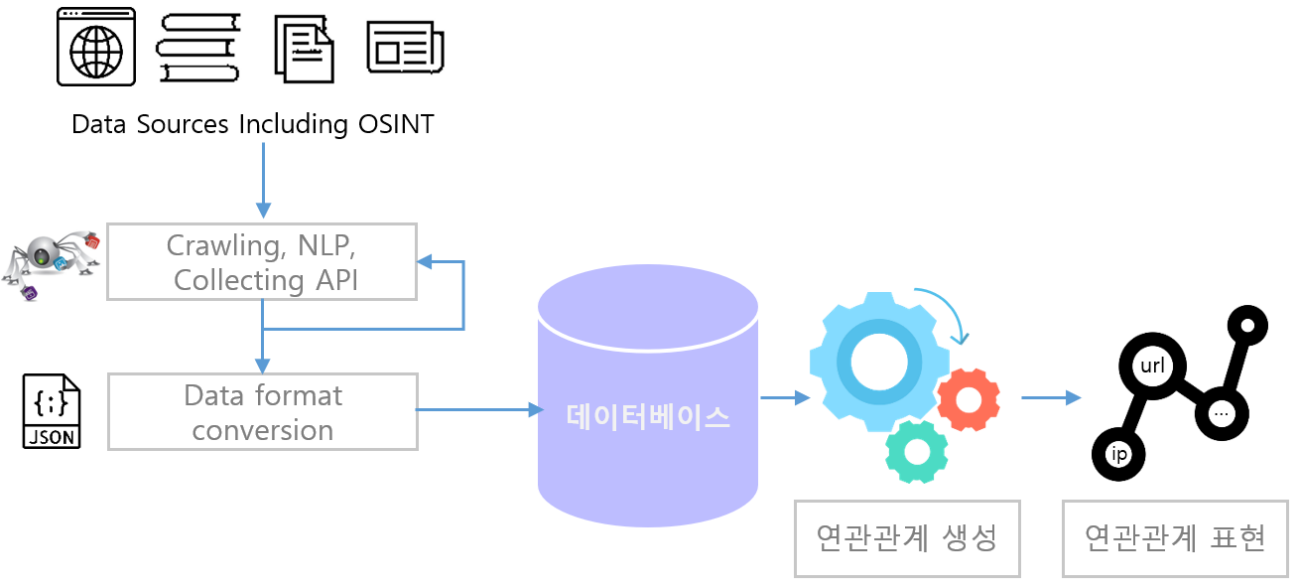 Data Sources Including OSINT
Crawling, NLP,
Collecting API
{;}
JSON
Data format
conversion
데이터베이스
url
...
ip
연관관계 생성
연관관계 표현